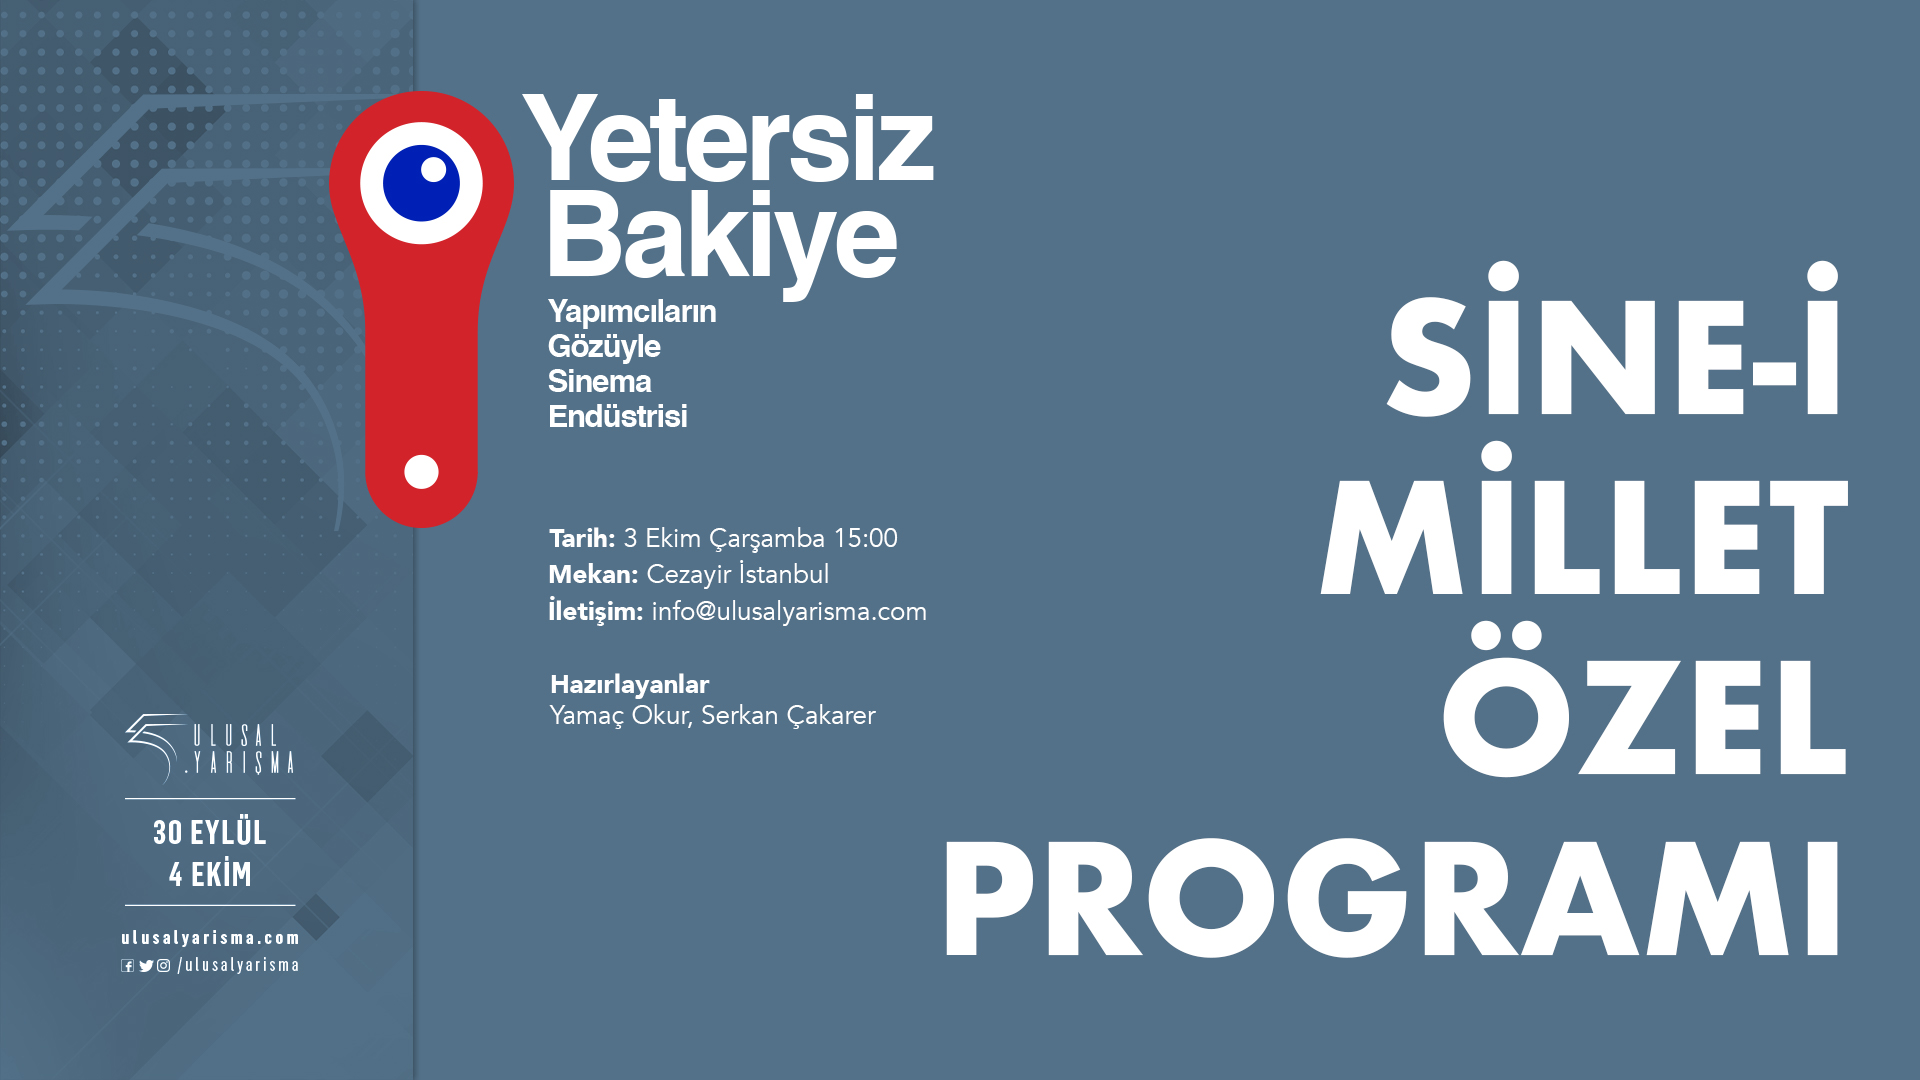 Yetersiz
Bakiye
Yapımcıların
Gözüyle
Sinema
Endüstrisi
Tarih: 3 Ekim Çarşamba 15:00
Mekan: Cezayir İstanbul
İletişim: info@ulusalyarisma.com
Hazırlayanlar
Yamaç Okur, Serkan Çakarer
SİNE-İ
MİLLET
ÖZEL
PROGRAMI
55 ULUSAL
.YARIŞMA
30 EYLÜL
4 EKİM
ulusalyarisma.com
/ulusalyarisma